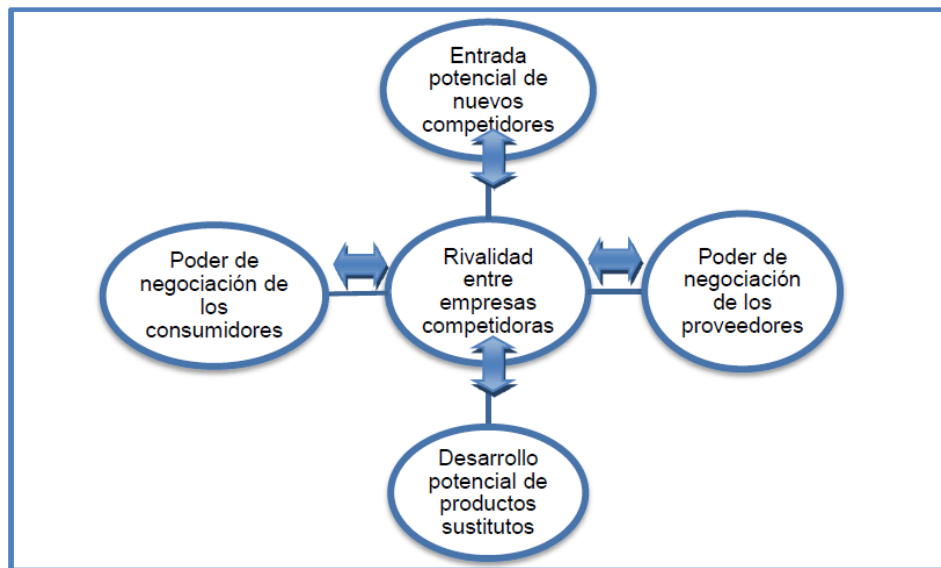 Entrada
potencial de
nuevos
competidores
Poder de
negociación de
los
consumidores
Rivalidad
entre
empresas
competidoras
Poder de
negociación
de los
proveedores
Desarrollo
potencial de
productos
sustitutos